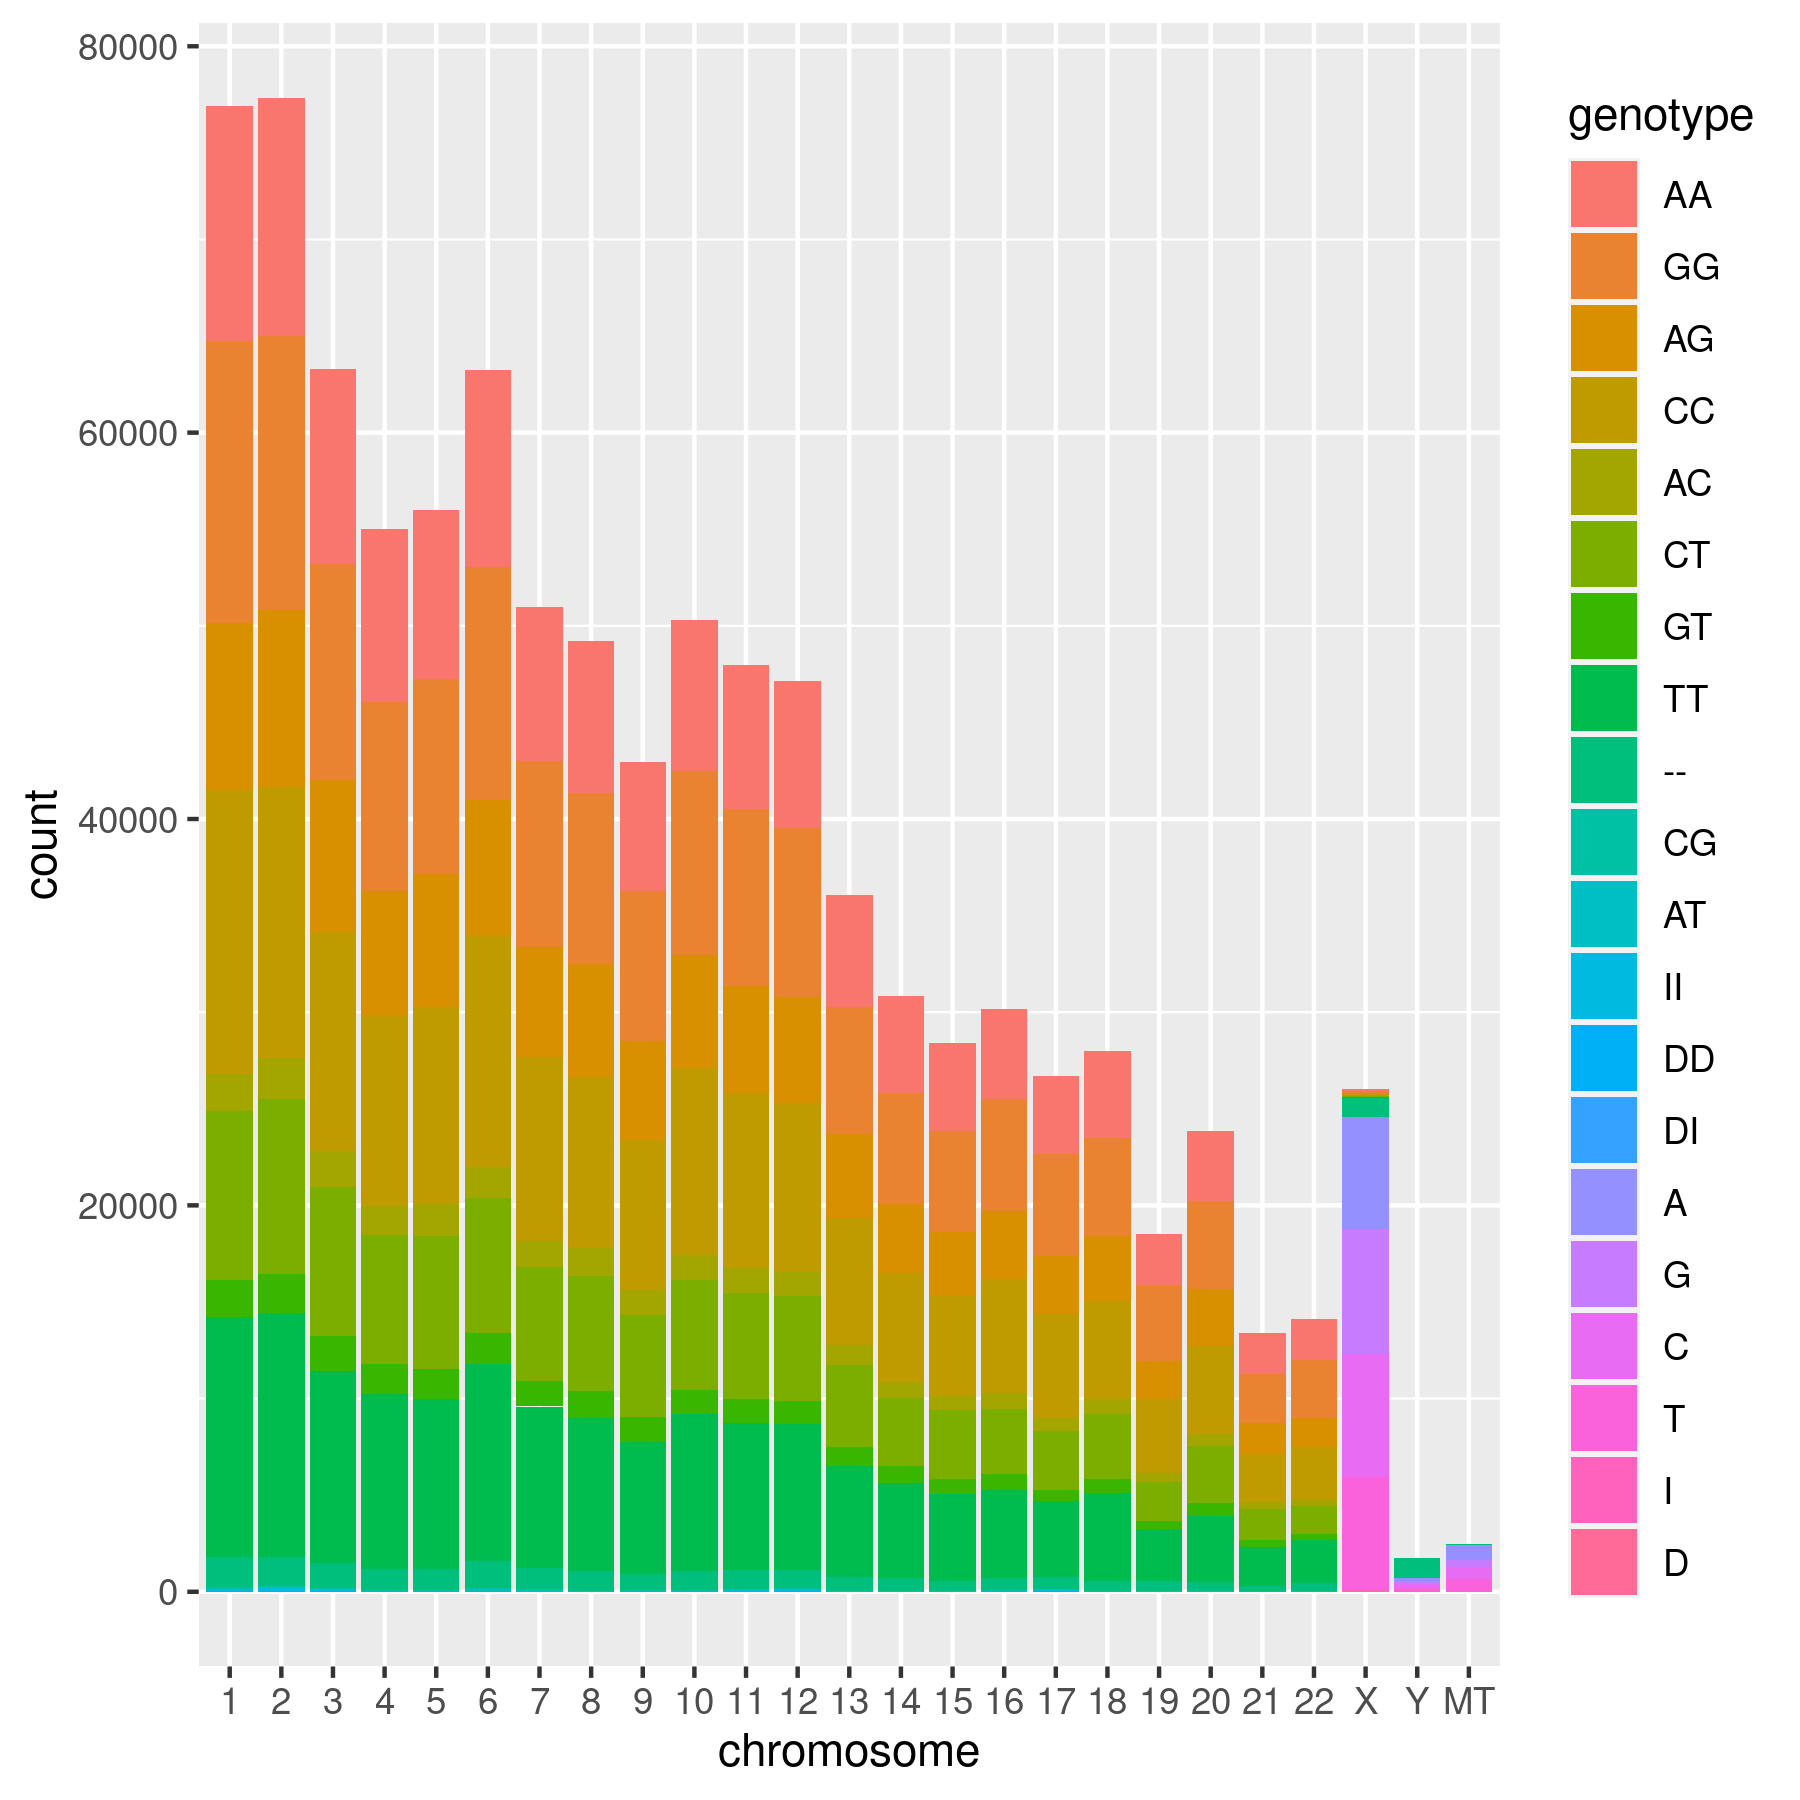 80000
60000
40000
20000
0
count
1 2 3 4 5 6 7 8 9 10 11 12 13 14 15 16 17 18 19 20 21 22 X Y MT
chromosome
genotype
AA
GG
AG
CC
AC
CT
GT
TT
--
CG
AT
II
DD
DI
A
G
C
T
I
D